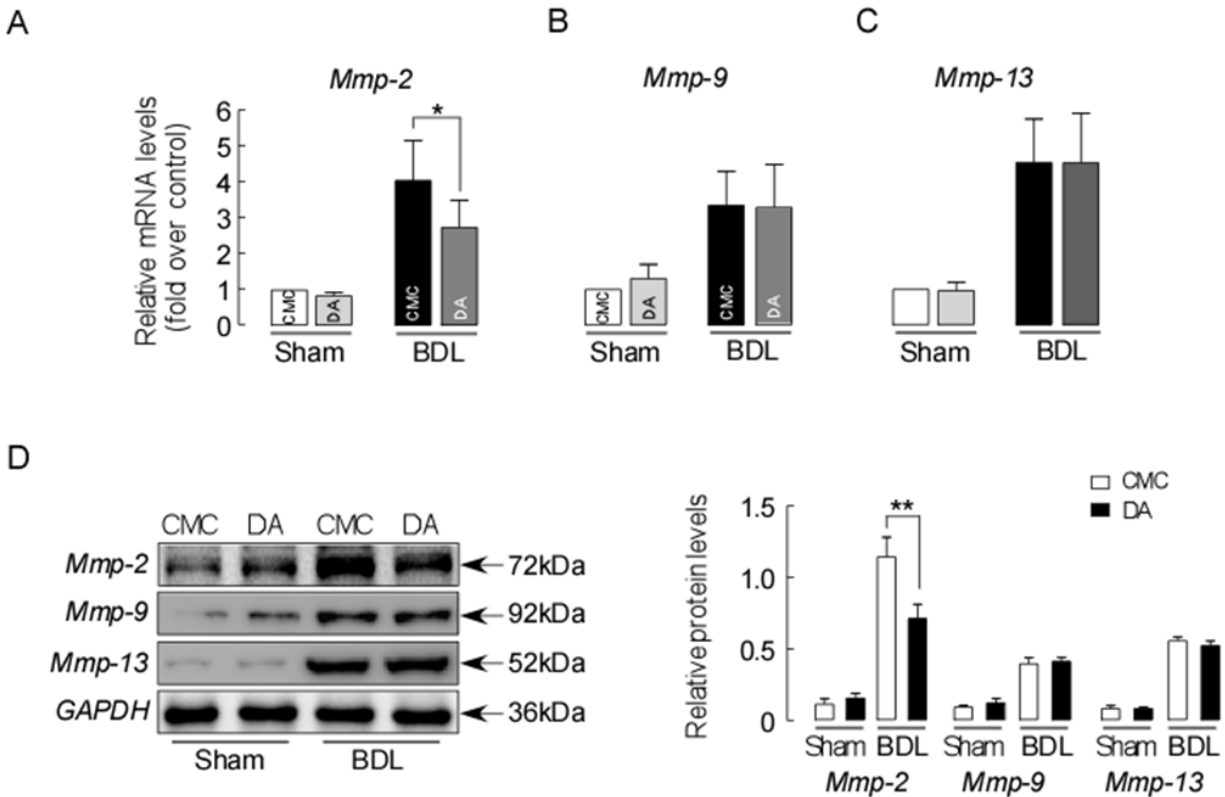 A
B
C
Mmp-2
Mmp-9
Mmp-13
Relative mRNA levels
(fold over control)
6
5
4
3
2
1
0
*
CMC
DA
CMC
DA
CMC
DA
CMC
DA
Sham
BDL
Sham
BDL
Sham
BDL
D
CMC DA CMC DA
Mmp-2
72kDa
Mmp-9
92kDa
Mmp-13
52kDa
GAPDH
36kDa
Sham
BDL
Relative protein levels
1.5
1.0
0.5
0
**
CMC
DA
Sham BDL Sham BDL Sham BDL
Mmp-2 Mmp-9 Mmp-13